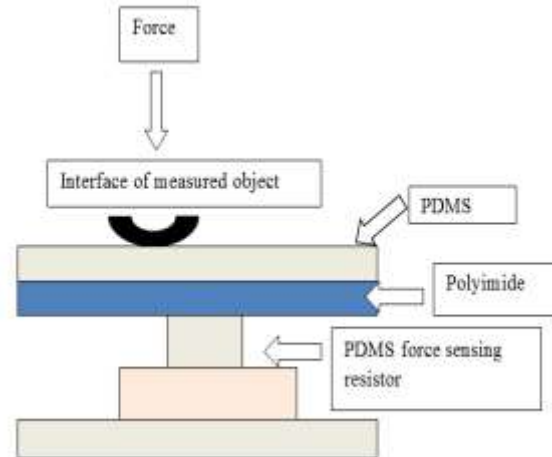 Force
Interface of measured object
PDMS
Polyimide
PDMS force sensing
resistor